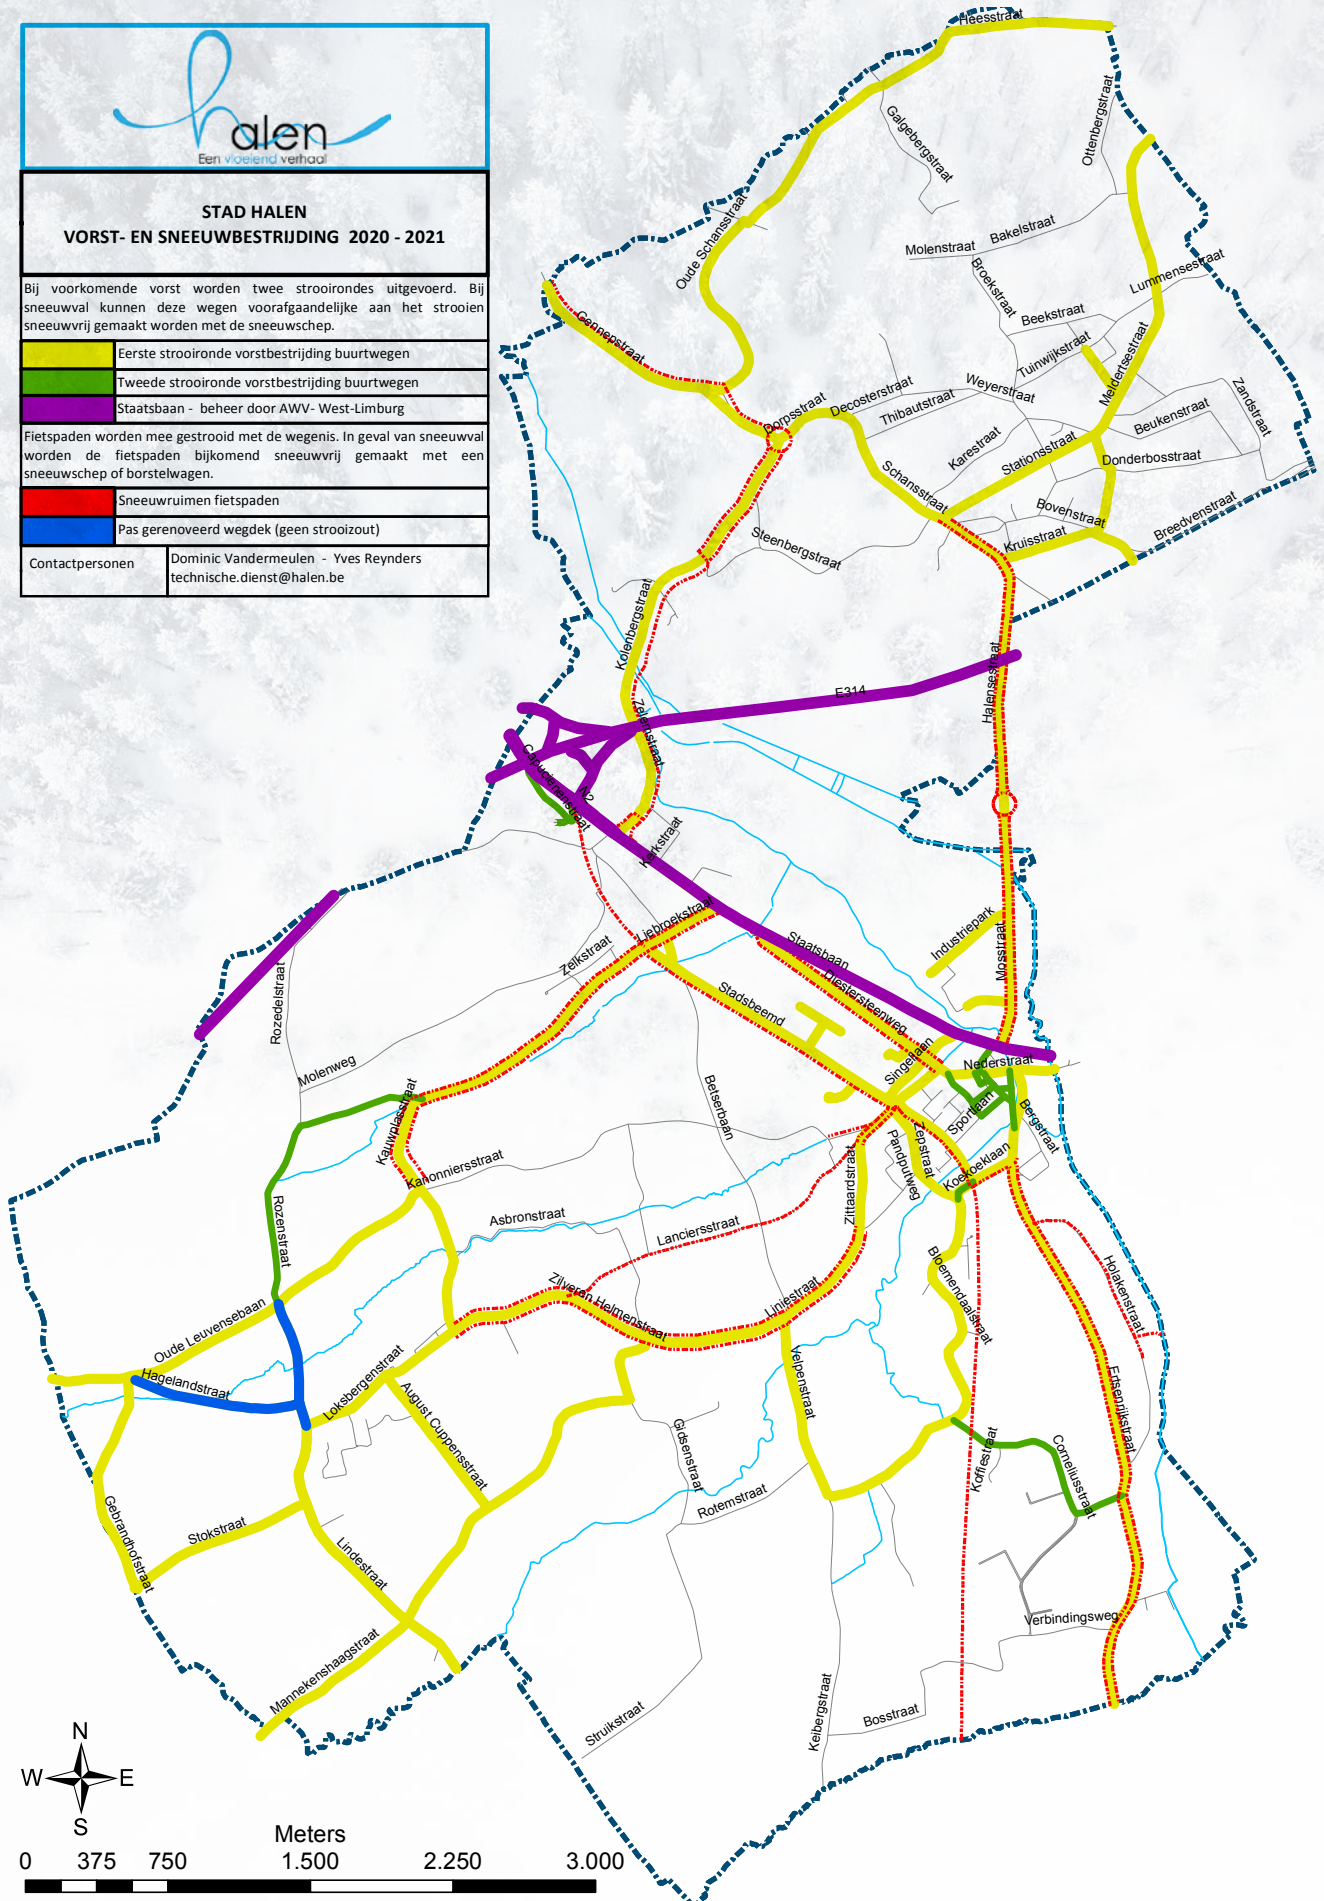 halen
Een vloeiend verhaal
STAD HALEN
VORST- EN SNEEUWBESTRIJDING 2020 - 2021
Bij voorkomende vorst worden twee strooirondes uitgevoerd. Bij
sneeuwval kunnen deze wegen voorafgaandelijke aan het strooien
sneeuwvrij gemaakt worden met de sneeuwschep.
Eerste strooironde vorstbestrijding buurtwegen
Tweede strooironde vorstbestrijding buurtwegen
Staatsbaan - beheer door AWV- West-Limburg
Fietspaden worden mee gestrooid met de wegenis. In geval van sneeuwval
worden de fietspaden bijkomend sneeuwvrij gemaakt met een
sneeuwschep of borstelwagen.
Sneeuwruimen fietspaden
Pas gerenoveerd wegdek (geen strooizout)
Contactpersonen
Dominic Vandermeulen - Yves Reynders
technische.dienst@halen.be
Heesstraat
Galgebergstraat
Ottenbergstraat
Oude Schansstraat
Molenstraat
Bakelstraat
Broekstraat
Lummensestraat
Beekstraat
Gennepstraat
Tuinwijkstraat
Meldertsestraat
Weyerstraat
Decosterstraat
Thibautstraat
Dorpsstraat
Zandstraat
Beukenstraat
Karestraat
Stationsstraat
Donderbosstraat
Schansstraat
Bovenstraat
Breedvenstraat
Kruisstraat
Steenbergstraat
Kolenbergstraat
Halensestraat
E314
Zelemstraat
Capucienenstraat
N2
Kerkstraat
Liebroekstraat
Industriepark
Mosstraat
Staatsbaan
Zelkstraat
Diestersteenweg
Stadsbeemd
Rozedelstraat
Singellaan
Nederstraat
Molenweg
Betserbaan
Kauwplasstraat
Sportlaan
Bergstraat
Zepstraat
Pandputweg
Koekoeklaan
Kanonniersstraat
Zittaardstraat
Asbronstraat
Lanciersstraat
Rozenstraat
Bloemendaalstraat
Holakenstraat
Zilveren Helmenstraat
Liniestraat
Oude Leuvensebaan
Hagelandstraat
Loksbergenstraat
Velpenstraat
August Cuppensstraat
Ertsenrijkstraat
Gidsenstraat
Koffiestraat
Corneliusstraat
Rotemstraat
Gebrandhofstraat
Stokstraat
Lindestraat
Verbindingsweg
Mannekenshaagstraat
Struikstraat
Keibergstraat
Bosstraat
N
W E
S
Meters
0 375 750 1.500 2.250 3.000